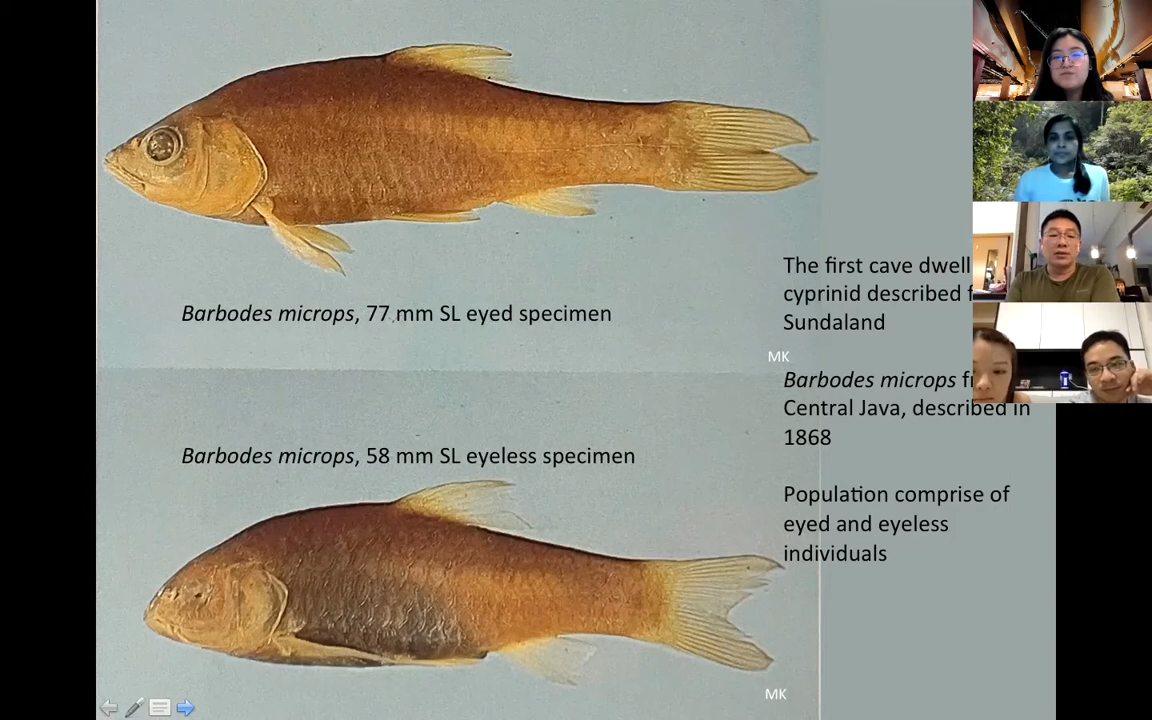 Barbodes microps, 77 mm SL eyed specimen
MK
Barbodes microps, 58 mm SL eyeless specimen
MK
The first cave dwell
cyprinid described f
Sundaland
Barbodes microps f
Central Java, described in
1868
Population comprise of
eyed and eyeless
individuals